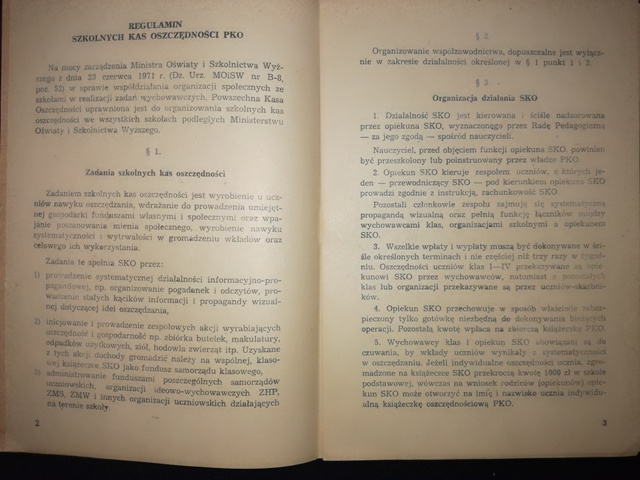 REGULAMIN
SZKOLNYCH KAS OSZCZĘDNOŚCI PKO
Na mocy zarządzenia Ministra Oświaty i Szkolnictwa Wyż-
szego z dnia 23 czerwca 1971 r. (Dz. Urz. MOiSW nr B-8,
poz. 52) w sprawie współdziałania organizacji społecznych ze
szkołami w realizacji zadań wychowawczych, Powszechna Kasa
Oszczędności uprawniona jest do organizowania szkolnych kas
oszczędności we wszystkich szkołach podległych Ministerstwu
Oświaty i Szkolnictwa Wyższego.
§ 1.
Zadania szkolnych kas oszczędności
Zadaniem szkolnych kas oszczędności jest wyrobienie u ucz-
niów nawyku oszczędzania, wdrażanie do prowadzenia umiejęt-
nej gospodarki funduszami własnymi i społecznymi oraz wpa-
janie poszanowania mienia społecznego, wyrobienie nawyku
systematyczności i wytrwałości w gromadzeniu wkładów oraz
celowego ich wykorzystania.
Zadania te spełnia SKO przez:
1) prowadzenie systematycznej działalności informacyjno-pro-
pagandowej, np. organizowanie pogadanek i odczytów, pro-
wadzenie stałych kącików informacji i propagandy wizual-
nej dotyczącej idei oszczędzania,
2) inicjowanie i prowadzenie zespołowych akcji wyrabiających
oszczędność i gospodarność np. zbiórka butelek, makulatury,
odpadków użytkowych, ziół, hodowla zwierząt itp. Uzyskane
z tych akcji dochody gromadzić należy na wspólnej, klaso-
wej książeczce SKO jako fundusz samorządu klasowego,
3) administrowanie funduszami poszczególnych samorządów
uczniowskich, organizacji ideowo-wychowawczych ZHP,
ZMS, ZMW i innych organizacji uczniowskich działających
na terenie szkoły.
2
§ 2
Organizowanie współzawodnictwa, dopuszczalne jest wyłącz-
nie w zakresie działalności określonej w § 1 punkt 1 i 2.
§ 3
Organizacja działania SKO
1. Działalność SKO jest kierowana i ściśle nadzorowana
przez opiekuna SKO, wyznaczonego przez Radę Pedagogiczną
— za jego zgodą — spośród nauczycieli.
Nauczyciel, przed objęciem funkcji opiekuna SKO, powinien
być przeszkolony lub poinstruowany przez władze PKO.
2. Opiekun SKO kieruje zespołem uczniów, z których je-
den — przewodniczący SKO — pod kierunkiem opiekuna SKO
prowadzi zgodnie z instrukcją, rachunkowość SKO.
Pozostali członkowie zespołu zajmują się systematyczną
propagandą wizualną oraz pełnią funkcję łączników między
wychowawcami klas, organizacjami szkolnymi a opiekunem
SKO.
3. Wszelkie wpłaty i wypłaty muszą być dokonywane w ści-
śle określonych terminach i nie częściej niż trzy razy w tygod-
niu. Oszczędności uczniów klas I—IV przekazywane są opie-
kunowi SKO przez wychowawców, natomiast z pozostałych
klas lub organizacji przekazywane są przez uczniów-skarbni-
ków.
4. Opiekun SKO przechowuje w sposób właściwie zabez-
pieczony tylko gotówkę niezbędną do dokonywania bieżących
operacji. Pozostałą kwotę wpłaca na zbiorczą książeczkę PKO.
5. Wychowawcy klas i opiekun SKO obowiązani są do
czuwania, by wkłady uczniów wynikały z systematyczności
w oszczędzaniu. Jeżeli indywidualne oszczędności ucznia, zgro-
madzone na książeczce SKO przekroczą kwotę 1000 zł w szkole
podstawowej, wówczas na wniosek rodziców (opiekunów) opie-
kun SKO może otworzyć na imię i nazwisko ucznia indywidu-
alną książeczkę oszczędnościową PKO.
3